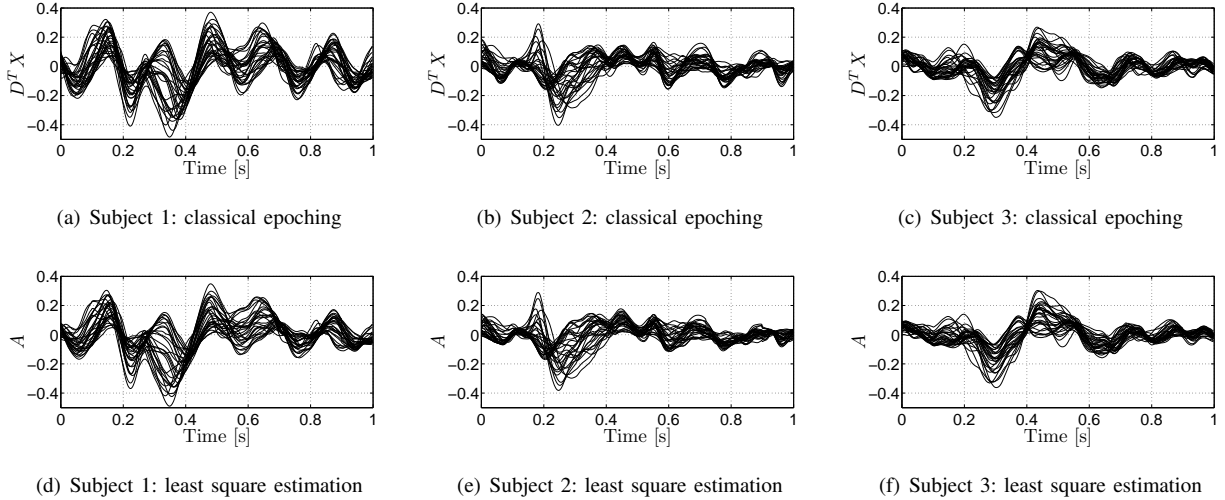 0.4
0.2
0
−0.2
−0.4
D^T X
0 0.2 0.4 0.6 0.8 1
Time [s]
(a) Subject 1: classical epoching
0.4
0.2
0
−0.2
−0.4
D^T X
0 0.2 0.4 0.6 0.8 1
Time [s]
(b) Subject 2: classical epoching
0.4
0.2
0
−0.2
−0.4
D^T X
0 0.2 0.4 0.6 0.8 1
Time [s]
(c) Subject 3: classical epoching
0.4
0.2
0
−0.2
−0.4
A
0 0.2 0.4 0.6 0.8 1
Time [s]
(d) Subject 1: least square estimation
0.4
0.2
0
−0.2
−0.4
A
0 0.2 0.4 0.6 0.8 1
Time [s]
(e) Subject 2: least square estimation
0.4
0.2
0
−0.2
−0.4
A
0 0.2 0.4 0.6 0.8 1
Time [s]
(f) Subject 3: least square estimation